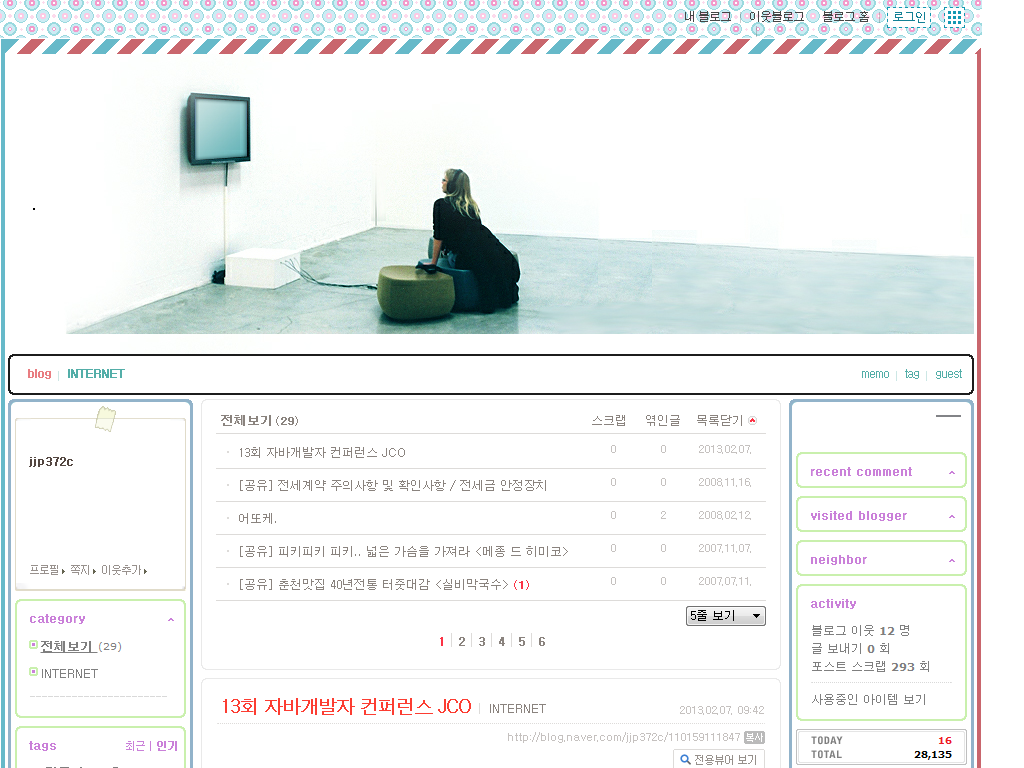 내 블로그 이웃블로그 블로그 홈 로그인
blog INTERNET memo tag guest
jjp372c
프로필 쪽지 이웃추가
category
전체보기 (29)
INTERNET
tags 최근 인기
전체보기 (29) 스크랩 엮인글 목록닫기
13회 자바개발자 컨퍼런스 JCO 0 0 2013.02.07.
[공유] 전세계약 주의사항 및 확인사항 / 전세금 안정장치 0 0 2008.11.16.
어또케. 0 2 2008.02.12.
[공유] 피키피키 피키.. 넓은 가슴을 가져라 <메종 드 히미코> 0 0 2007.11.07.
[공유] 춘천맛집 40년전통 터줏대감 <실비막국수> (1) 0 0 2007.07.11.
5줄 보기
1 2 3 4 5 6
13회 자바개발자 컨퍼런스 JCO INTERNET 2013.02.07. 09:42
http://blog.naver.com/jjp372c/110159111847 복사
전용뷰어 보기
recent comment
visited blogger
neighbor
activity
블로그 이웃 12 명
글 보내기 0 회
포스트 스크랩 293 회
사용중인 아이템 보기
TODAY 16
TOTAL 28,135